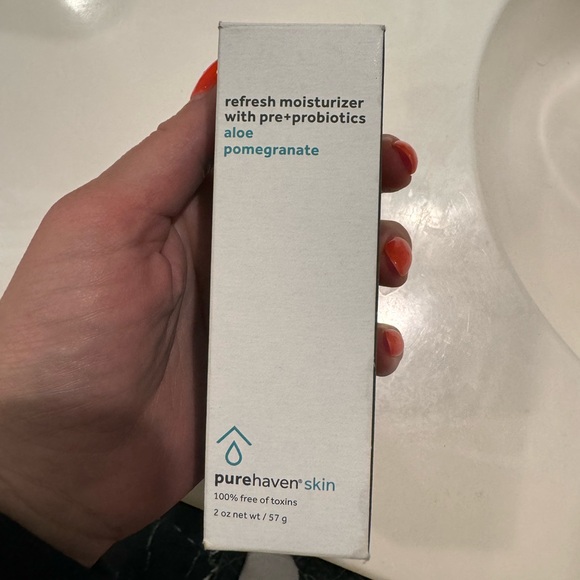 refresh moisturizer
with pre+probiotics
aloe
pomegranate
purehaven® skin
100% free of toxins
2 oz net wt / 57 g